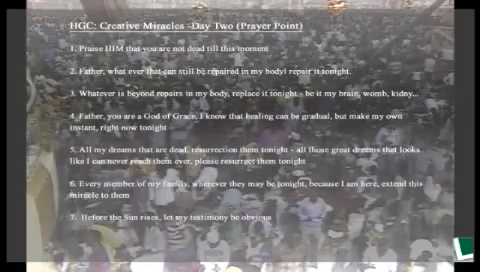 HGC: Creative Miracles -Day Two (Prayer Point)
1. Praise HIM that you are not dead till this moment
2. Father, what ever that can still be repaired in my body! repair it tonight.
3. Whatever is beyond repairs in my body, replace it tonight - be it my brain, womb, kidny...
4. Father, you are a God of Grace, I know that healing can be gradual, but make my own
instant, right now tonight
5, All my dreams that are dead, resurrection them tonight - all those great dreams that looks
like I can never reach them ever, please resurrect them tonight
6. Every member of my family, wherever they may be tonight, because I am here, extend this
miracle to them
7. Before the Sun rises, let my testimony be obvious